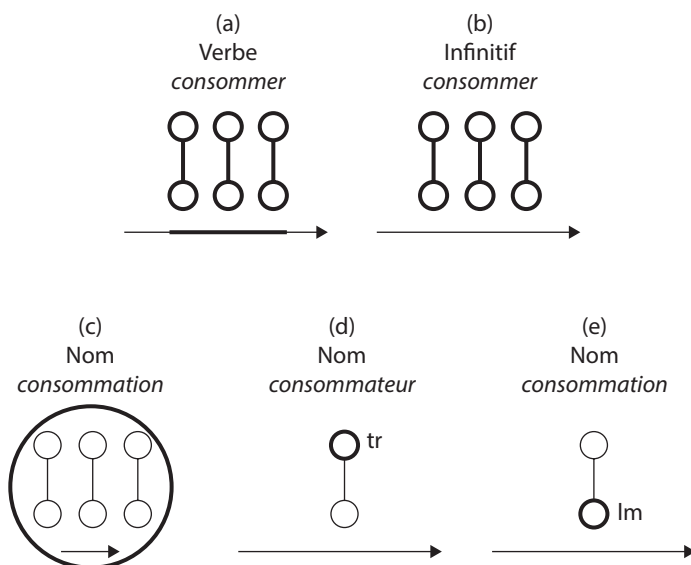 (a)
Verbe
consommer
(b)
Infinitif
consommer
(c)
Nom
consommation
(d)
Nom
consommateur
tr
(e)
Nom
consommation
lm